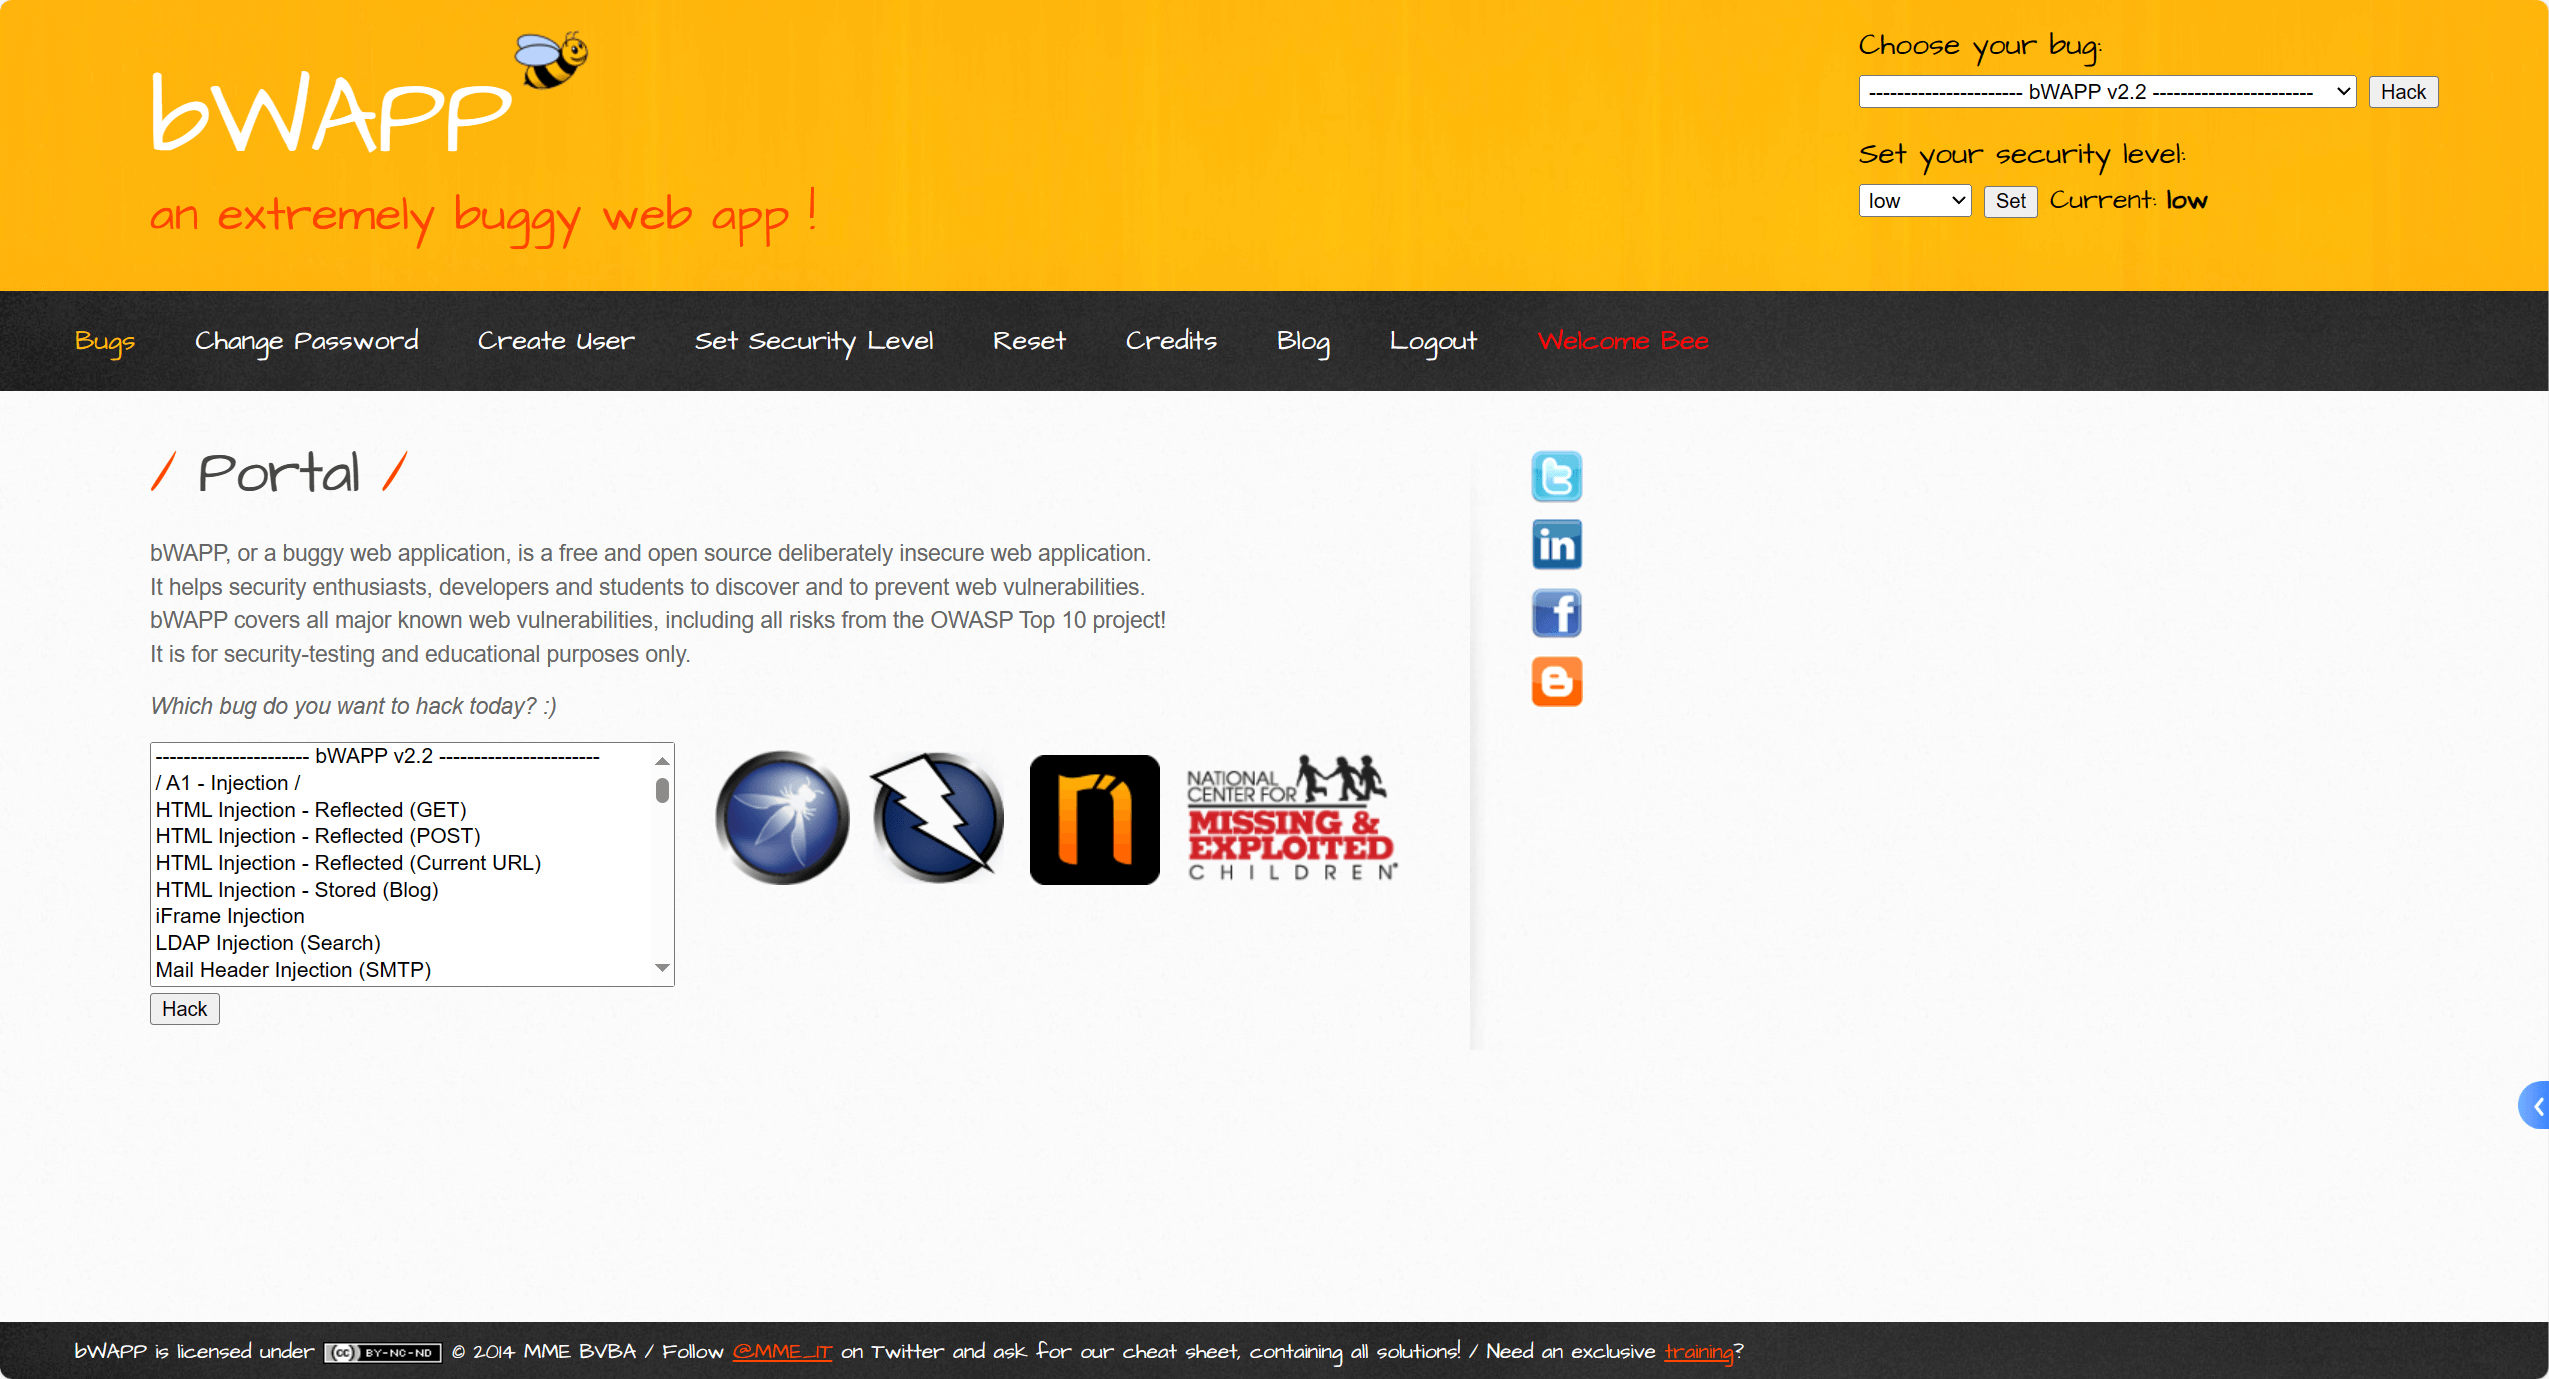 bWAPP
an extremely buggy web app !
Choose your bug:
---------------------- bWAPP v2.2 ----------------------- Hack
Set your security level:
low Set Current: low
Bugs Change Password Create User Set Security Level Reset Credits Blog Logout Welcome Bee
/ Portal /
bWAPP, or a buggy web application, is a free and open source deliberately insecure web application.
It helps security enthusiasts, developers and students to discover and to prevent web vulnerabilities.
bWAPP covers all major known web vulnerabilities, including all risks from the OWASP Top 10 project!
It is for security-testing and educational purposes only.
Which bug do you want to hack today? :)
---------------------- bWAPP v2.2 -----------------------
/ A1 - Injection /
HTML Injection - Reflected (GET)
HTML Injection - Reflected (POST)
HTML Injection - Reflected (Current URL)
HTML Injection - Stored (Blog)
iFrame Injection
LDAP Injection (Search)
Mail Header Injection (SMTP)
Hack
n
NATIONAL
CENTER FOR
MISSING &
EXPLOITED
CHILDREN®
t
in
f
B
bWAPP is licensed under (cc) BY-NC-ND © 2014 MME BVBA / Follow @MME_IT on Twitter and ask for our cheat sheet, containing all solutions! / Need an exclusive training?